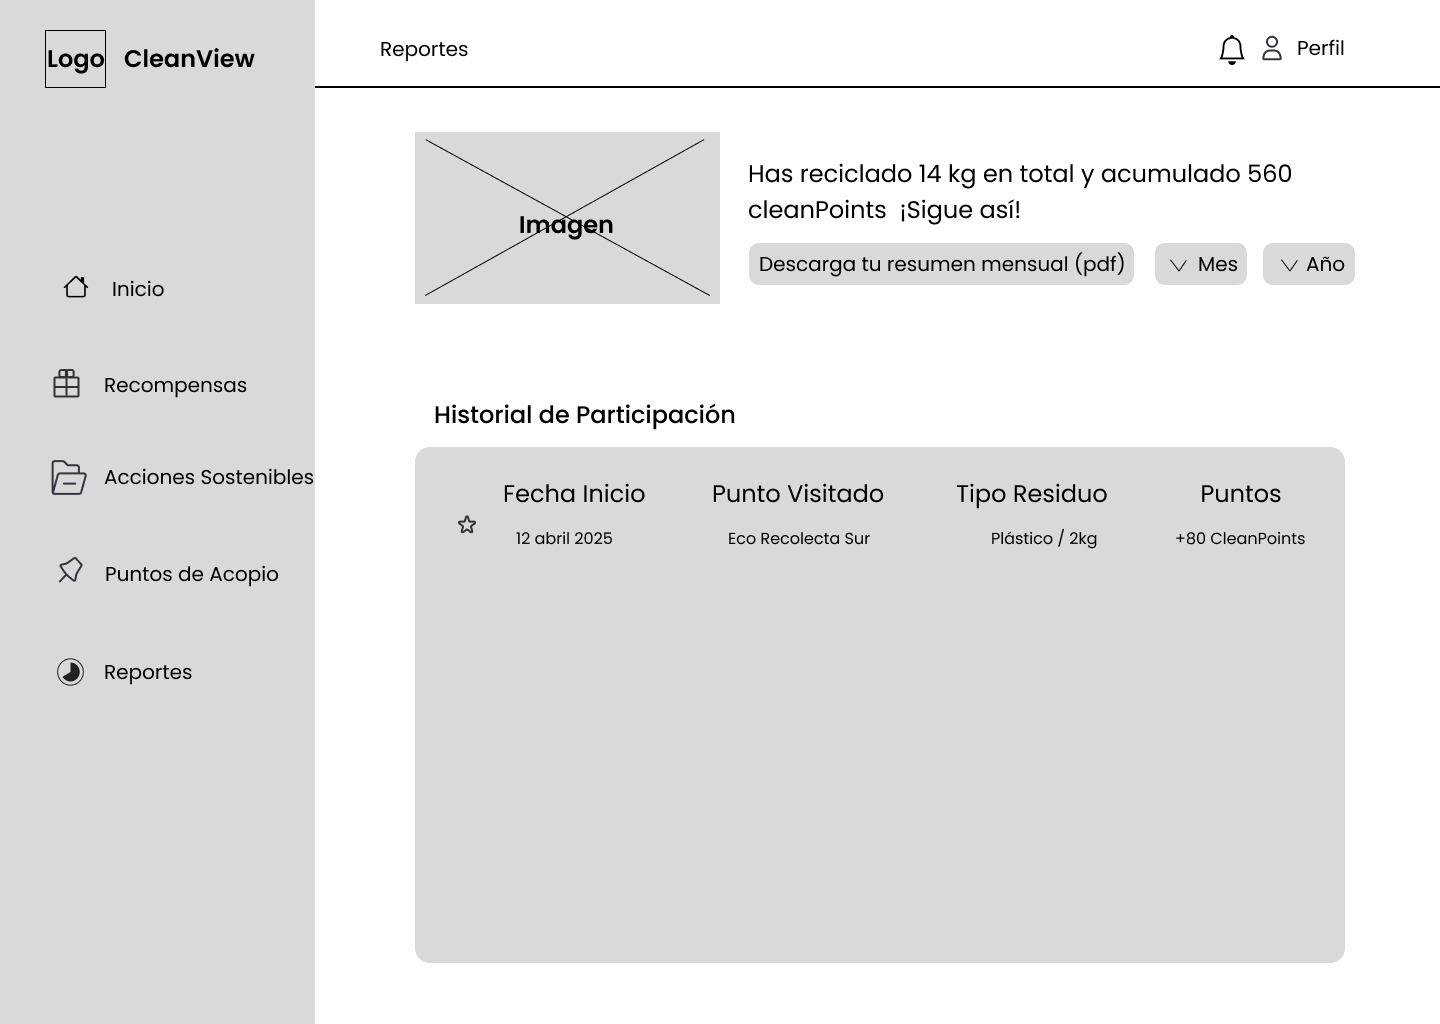 Logo CleanView
Reportes
Perfil
Inicio
Recompensas
Acciones Sostenibles
Puntos de Acopio
Reportes
Imagen
Has reciclado 14 kg en total y acumulado 560
cleanPoints  ¡Sigue así!
Descarga tu resumen mensual (pdf) Mes Año
Historial de Participación
Fecha Inicio Punto Visitado Tipo Residuo Puntos
12 abril 2025 Eco Recolecta Sur Plástico / 2kg +80 CleanPoints